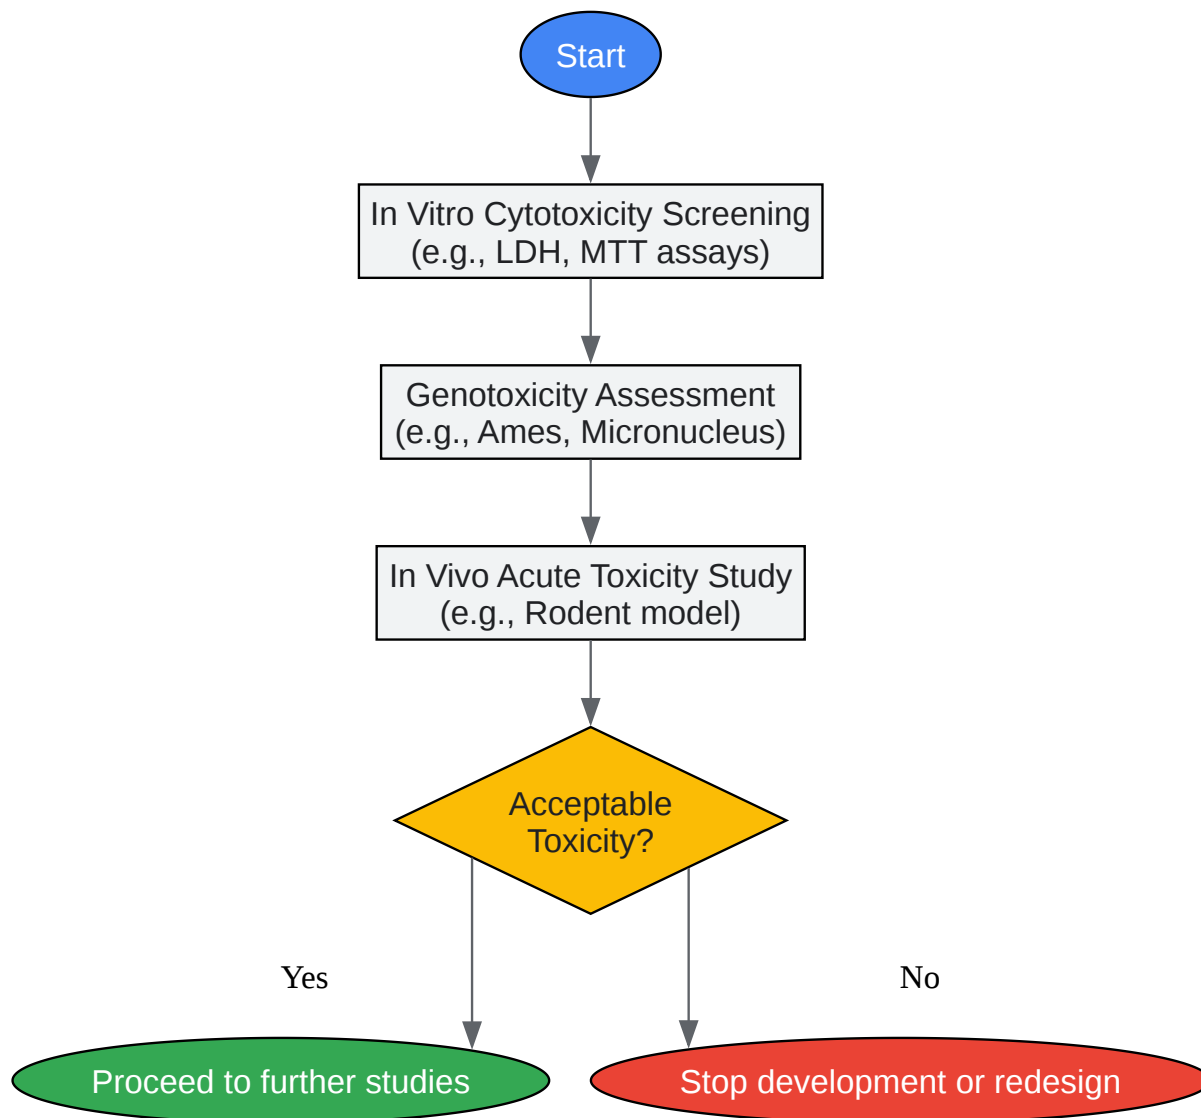 Start
In Vitro Cytotoxicity Screening
(e.g., LDH, MTT assays)
Genotoxicity Assessment
(e.g., Ames, Micronucleus)
In Vivo Acute Toxicity Study
(e.g., Rodent model)
Acceptable
Toxicity?
Yes
No
Proceed to further studies
Stop development or redesign